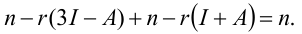 n − r(3I − A) + n − r(I + A) = n.